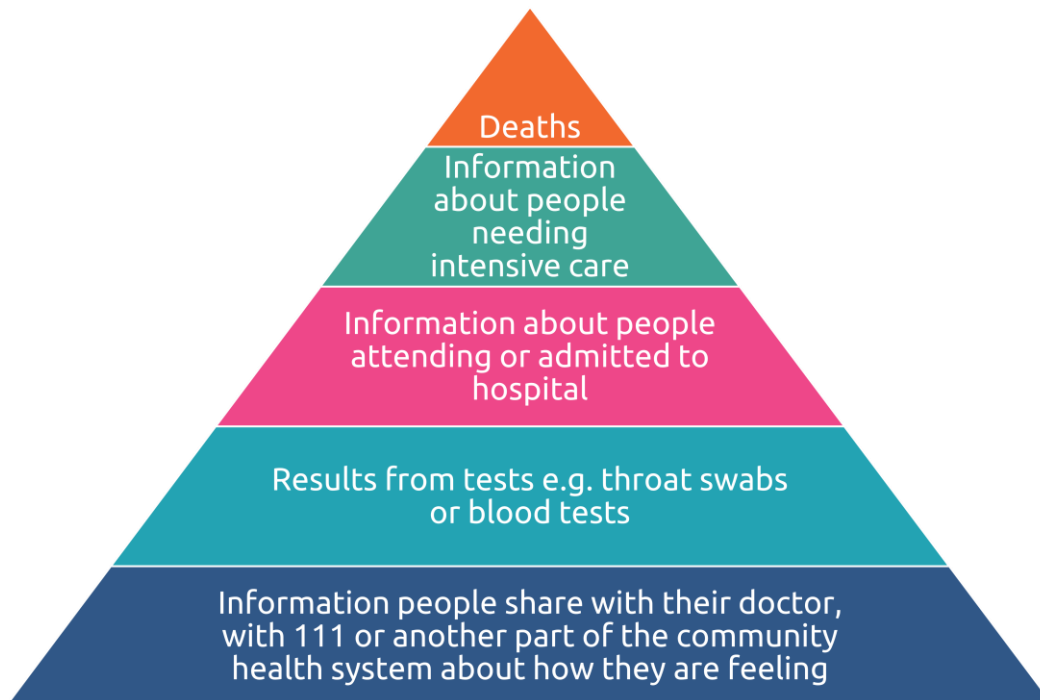 Deaths
Information
about people
needing
intensive care
Information about people
attending or admitted to
hospital
Results from tests e.g. throat swabs
or blood tests
Information people share with their doctor,
with 111 or another part of the community
health system about how they are feeling